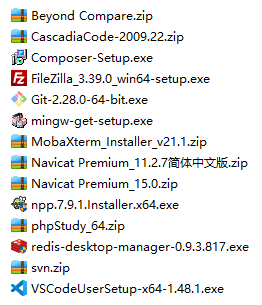 Beyond Compare.zip
CascadiaCode-2009.22.zip
Composer-Setup.exe
FileZilla_3.39.0_win64-setup.exe
Git-2.28.0-64-bit.exe
mingw-get-setup.exe
MobaXterm_Installer_v21.1.zip
Navicat Premium_11.2.7简体中文版.zip
Navicat Premium_15.0.zip
npp.7.9.1.Installer.x64.exe
phpStudy_64.zip
redis-desktop-manager-0.9.3.817.exe
svn.zip
VSCodeUserSetup-x64-1.48.1.exe